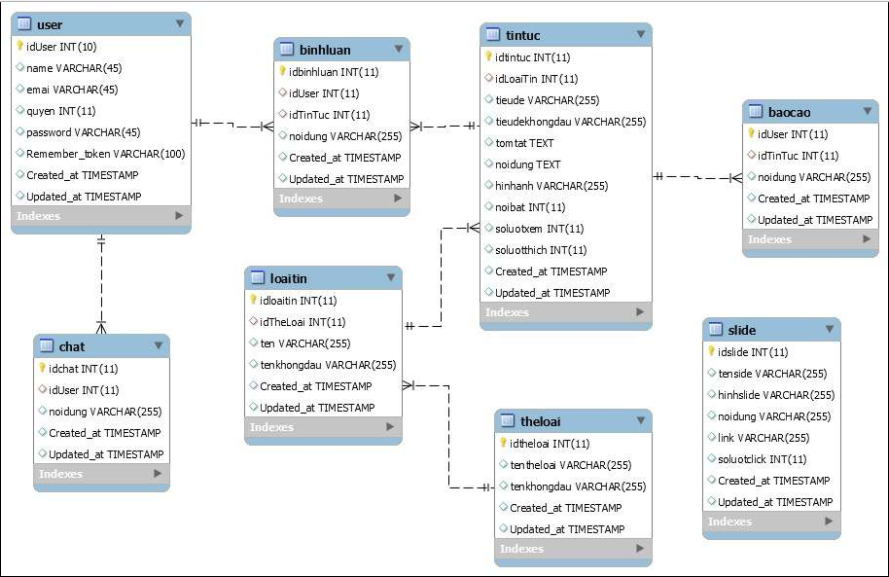 user
idUser INT(10)
name VARCHAR(45)
emai VARCHAR(45)
quyen INT(11)
password VARCHAR(45)
Remember_token VARCHAR(100)
Created_at TIMESTAMP
Updated_at TIMESTAMP
Indexes
binhluan
idbinhluan INT(11)
idUser INT(11)
idTinTuc INT(11)
noidung VARCHAR(255)
Created_at TIMESTAMP
Updated_at TIMESTAMP
Indexes
tintuc
idtintuc INT(11)
idLoaiTin INT(11)
tieude VARCHAR(255)
tieudekhongdau VARCHAR(255)
tomtat TEXT
noidung TEXT
hinhanh VARCHAR(255)
noibat INT(11)
soluotxem INT(11)
soluotthich INT(11)
Created_at TIMESTAMP
Updated_at TIMESTAMP
Indexes
baocao
idUser INT(11)
idTinTuc INT(11)
noidung VARCHAR(255)
Created_at TIMESTAMP
Updated_at TIMESTAMP
Indexes
loaitin
idloaitin INT(11)
idTheLoai INT(11)
ten VARCHAR(255)
tenkhongdau VARCHAR(255)
Created_at TIMESTAMP
Updated_at TIMESTAMP
Indexes
chat
idchat INT(11)
idUser INT(11)
noidung VARCHAR(255)
Created_at TIMESTAMP
Updated_at TIMESTAMP
Indexes
theloai
idtheloai INT(11)
tentheloai VARCHAR(255)
tenkhongdau VARCHAR(255)
Created_at TIMESTAMP
Updated_at TIMESTAMP
Indexes
slide
idslide INT(11)
tenside VARCHAR(255)
hinhslide VARCHAR(255)
noidung VARCHAR(255)
link VARCHAR(255)
soluotclick INT(11)
Created_at TIMESTAMP
Updated_at TIMESTAMP
Indexes